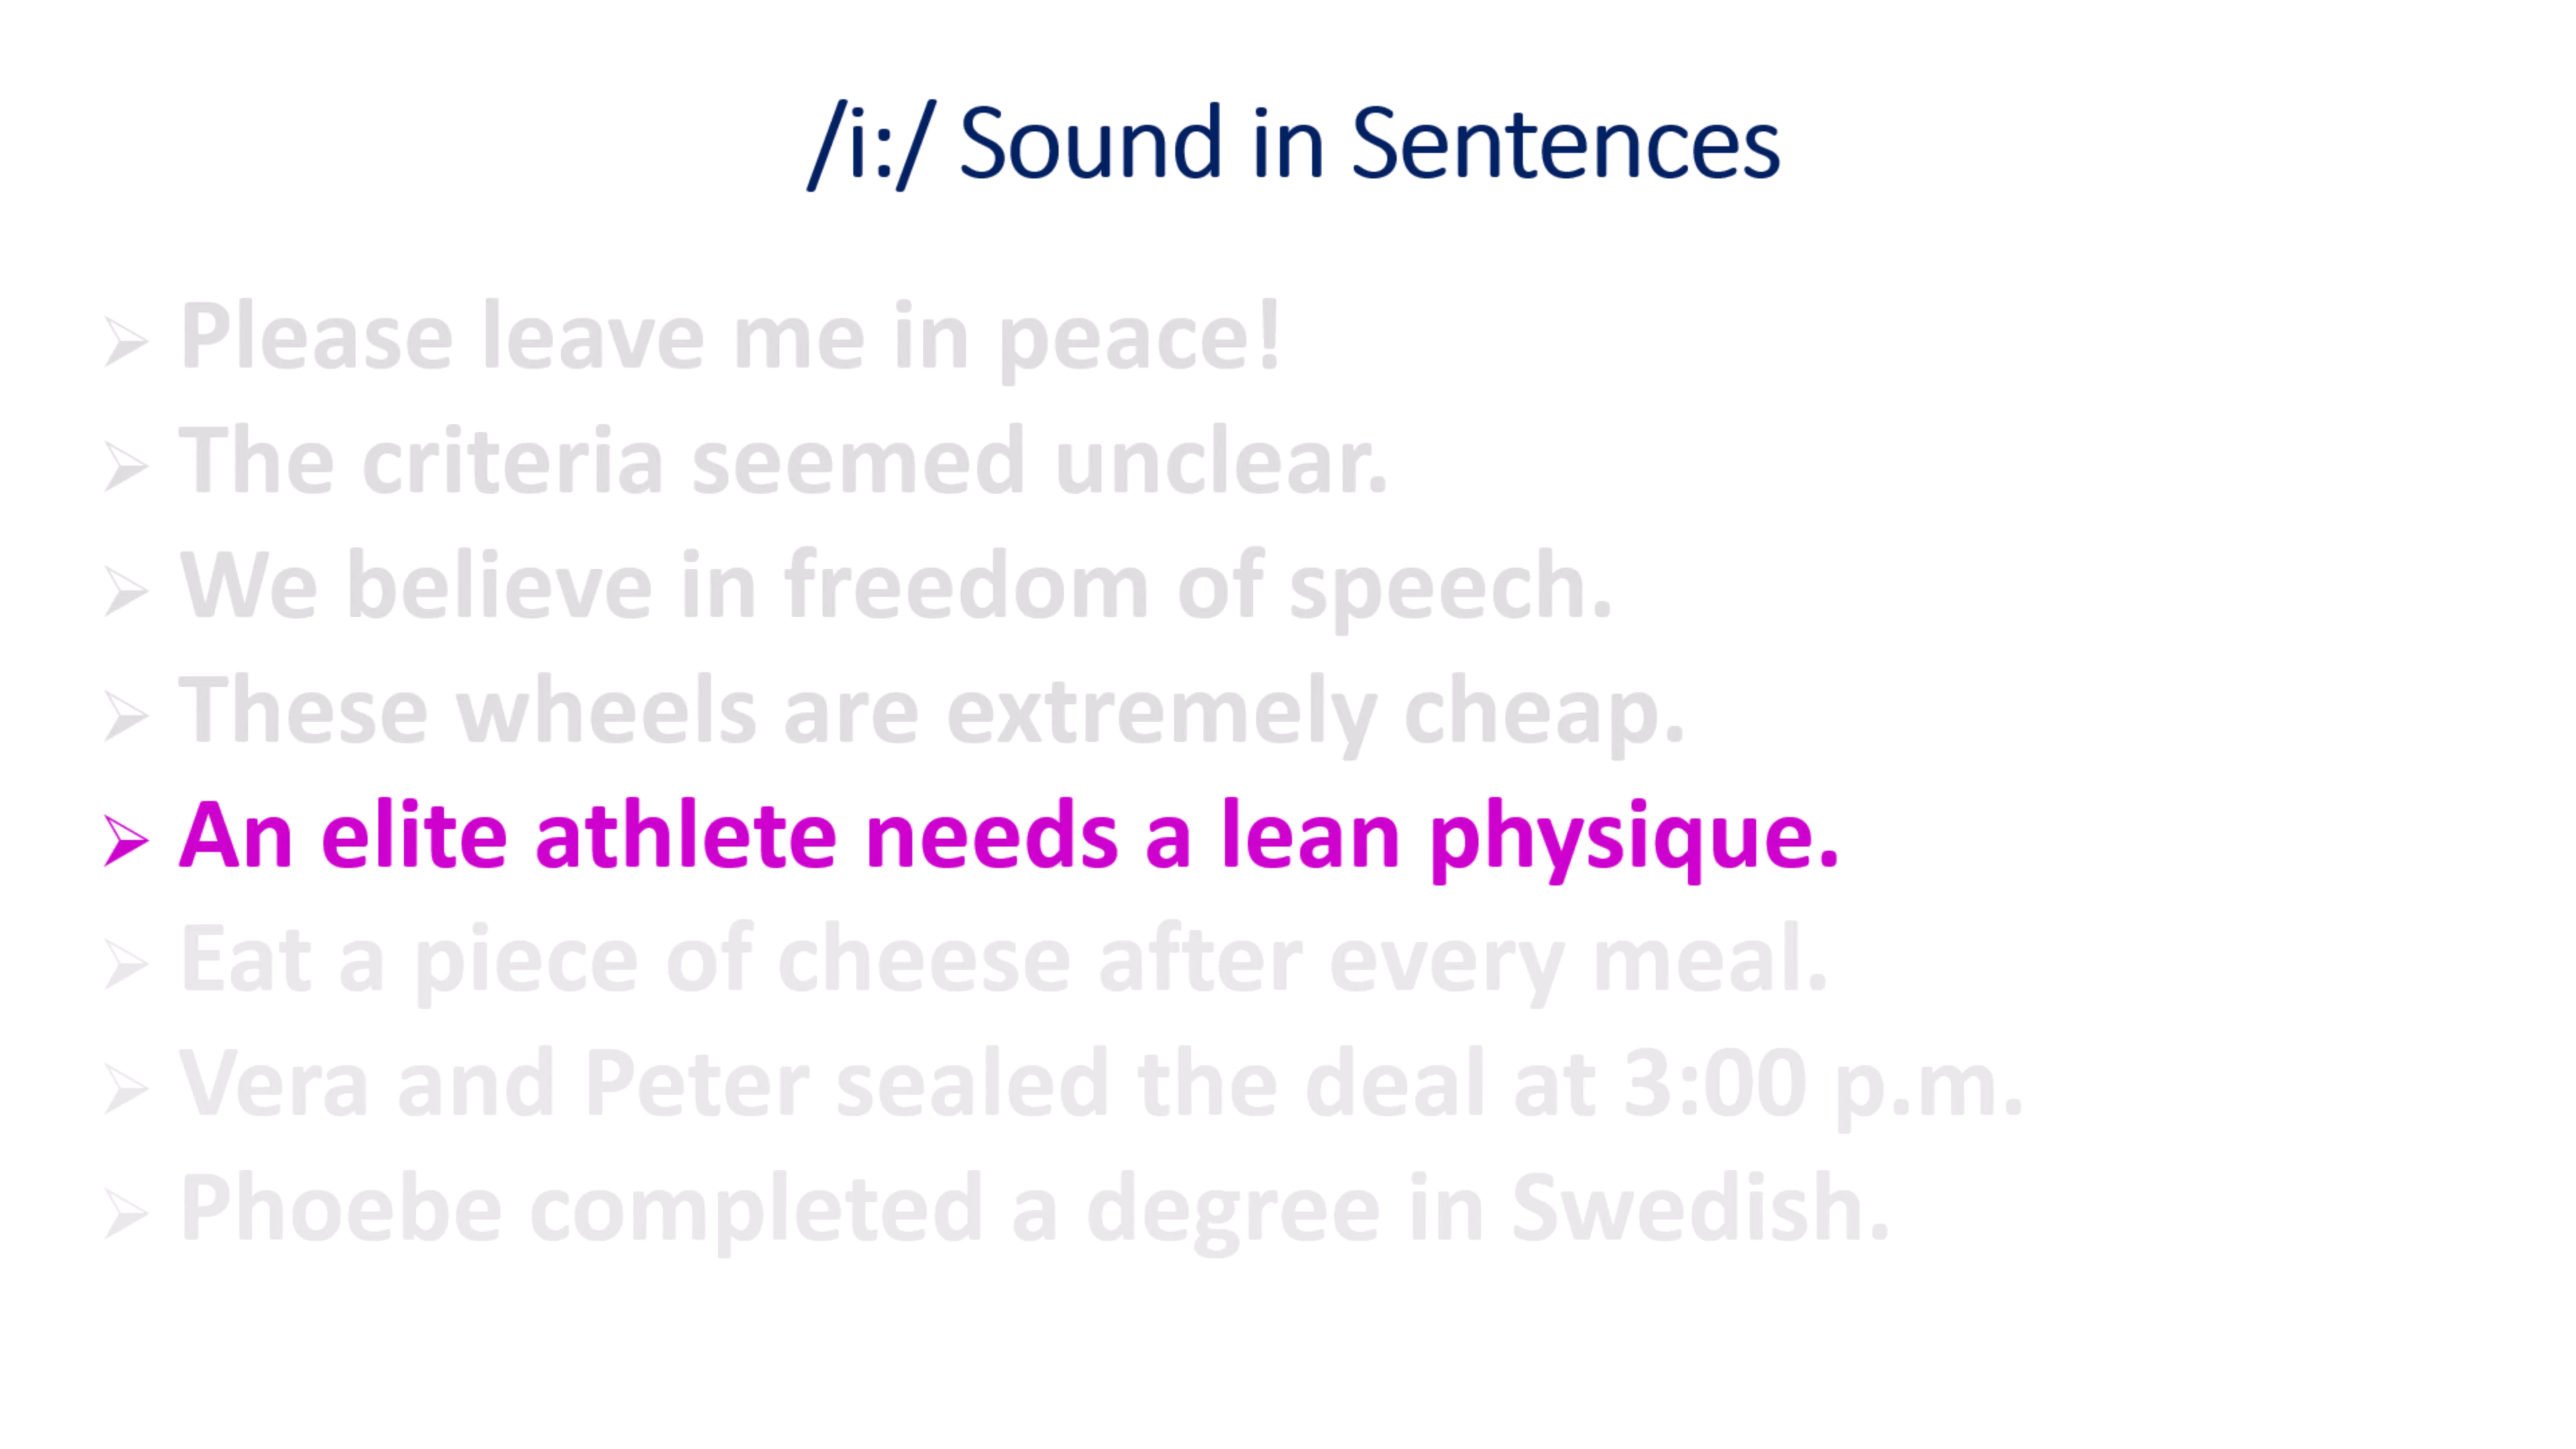 /i:/ Sound in Sentences
➢ Please leave me in peace!
➢ The criteria seemed unclear.
➢ We believe in freedom of speech.
➢ These wheels are extremely cheap.
➢ An elite athlete needs a lean physique.
➢ Eat a piece of cheese after every meal.
➢ Vera and Peter sealed the deal at 3:00 p.m.
➢ Phoebe completed a degree in Swedish.